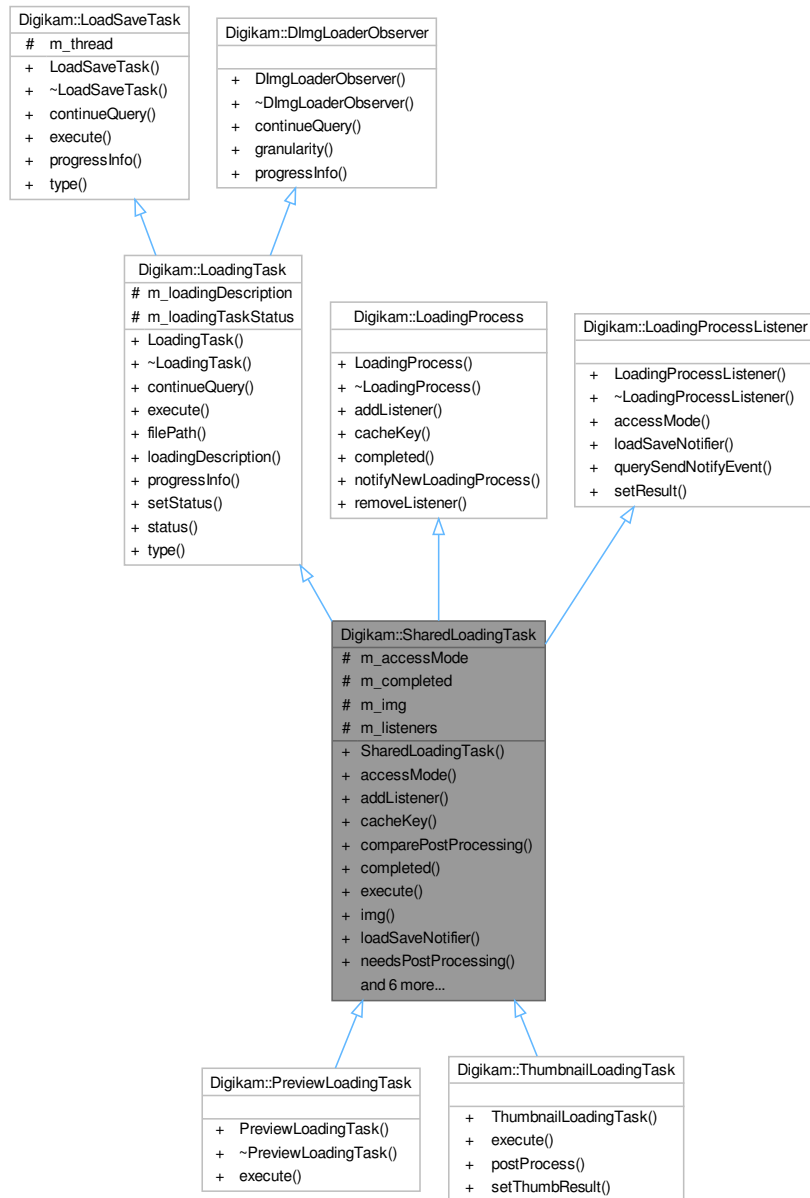 Digikam::LoadSaveTask
# m_thread
+ LoadSaveTask()
+ ~LoadSaveTask()
+ continueQuery()
+ execute()
+ progressInfo()
+ type()
Digikam::DImgLoaderObserver
+ DImgLoaderObserver()
+ ~DImgLoaderObserver()
+ continueQuery()
+ granularity()
+ progressInfo()
Digikam::LoadingTask
# m_loadingDescription
# m_loadingTaskStatus
+ LoadingTask()
+ ~LoadingTask()
+ continueQuery()
+ execute()
+ filePath()
+ loadingDescription()
+ progressInfo()
+ setStatus()
+ status()
+ type()
Digikam::LoadingProcess
+ LoadingProcess()
+ ~LoadingProcess()
+ addListener()
+ cacheKey()
+ completed()
+ notifyNewLoadingProcess()
+ removeListener()
Digikam::LoadingProcessListener
+ LoadingProcessListener()
+ ~LoadingProcessListener()
+ accessMode()
+ loadSaveNotifier()
+ querySendNotifyEvent()
+ setResult()
Digikam::SharedLoadingTask
# m_accessMode
# m_completed
# m_img
# m_listeners
+ SharedLoadingTask()
+ accessMode()
+ addListener()
+ cacheKey()
+ comparePostProcessing()
+ completed()
+ execute()
+ img()
+ loadSaveNotifier()
+ needsPostProcessing()
and 6 more...
Digikam::PreviewLoadingTask
+ PreviewLoadingTask()
+ ~PreviewLoadingTask()
+ execute()
Digikam::ThumbnailLoadingTask
+ ThumbnailLoadingTask()
+ execute()
+ postProcess()
+ setThumbResult()